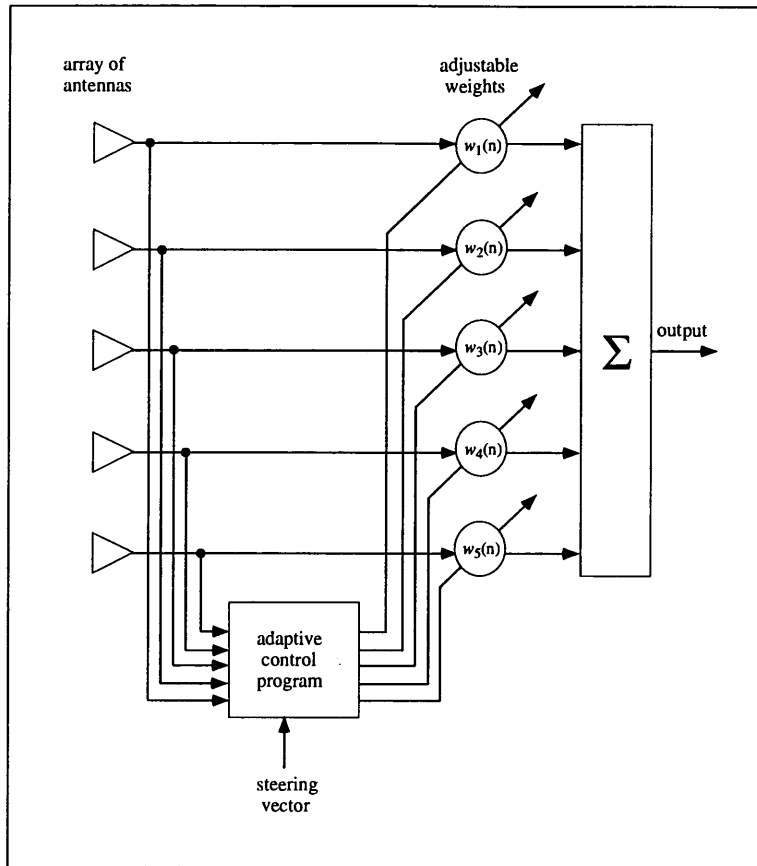 array of
antennas
adjustable
weights
w1(n)
w2(n)
w3(n)
w4(n)
w5(n)
Σ
output
adaptive
control
program
steering
vector